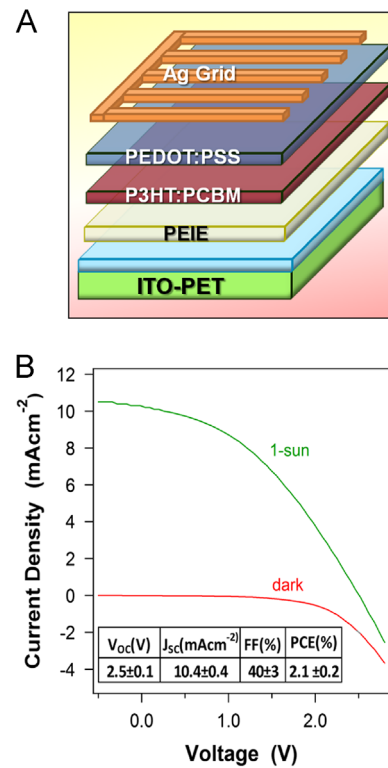 A
Ag Grid
PEDOT:PSS
P3HT:PCBM
PEIE
ITO-PET
B
Current Density (mAcm-2)
12
10
8
6
4
2
0
-2
-4
1-sun
dark
VOC(V) JSC(mAcm-2) FF(%) PCE(%)
2.5±0.1 10.4±0.4 40±3 2.1 ±0.2
0.0 1.0 2.0
Voltage (V)